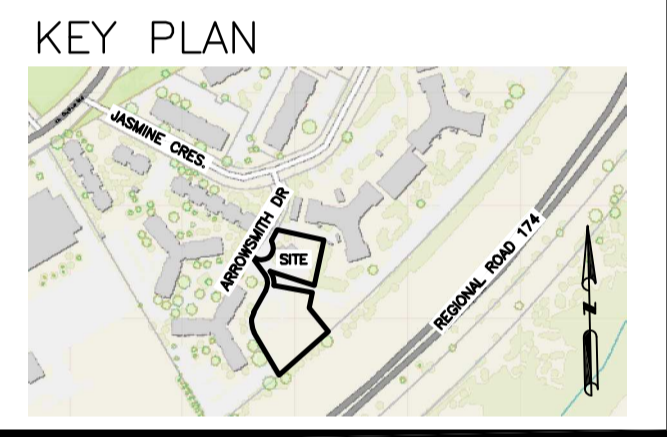 KEY PLAN
JASMINE CRES.
ARROWSMITH DR
SITE
REGIONAL ROAD 174
N